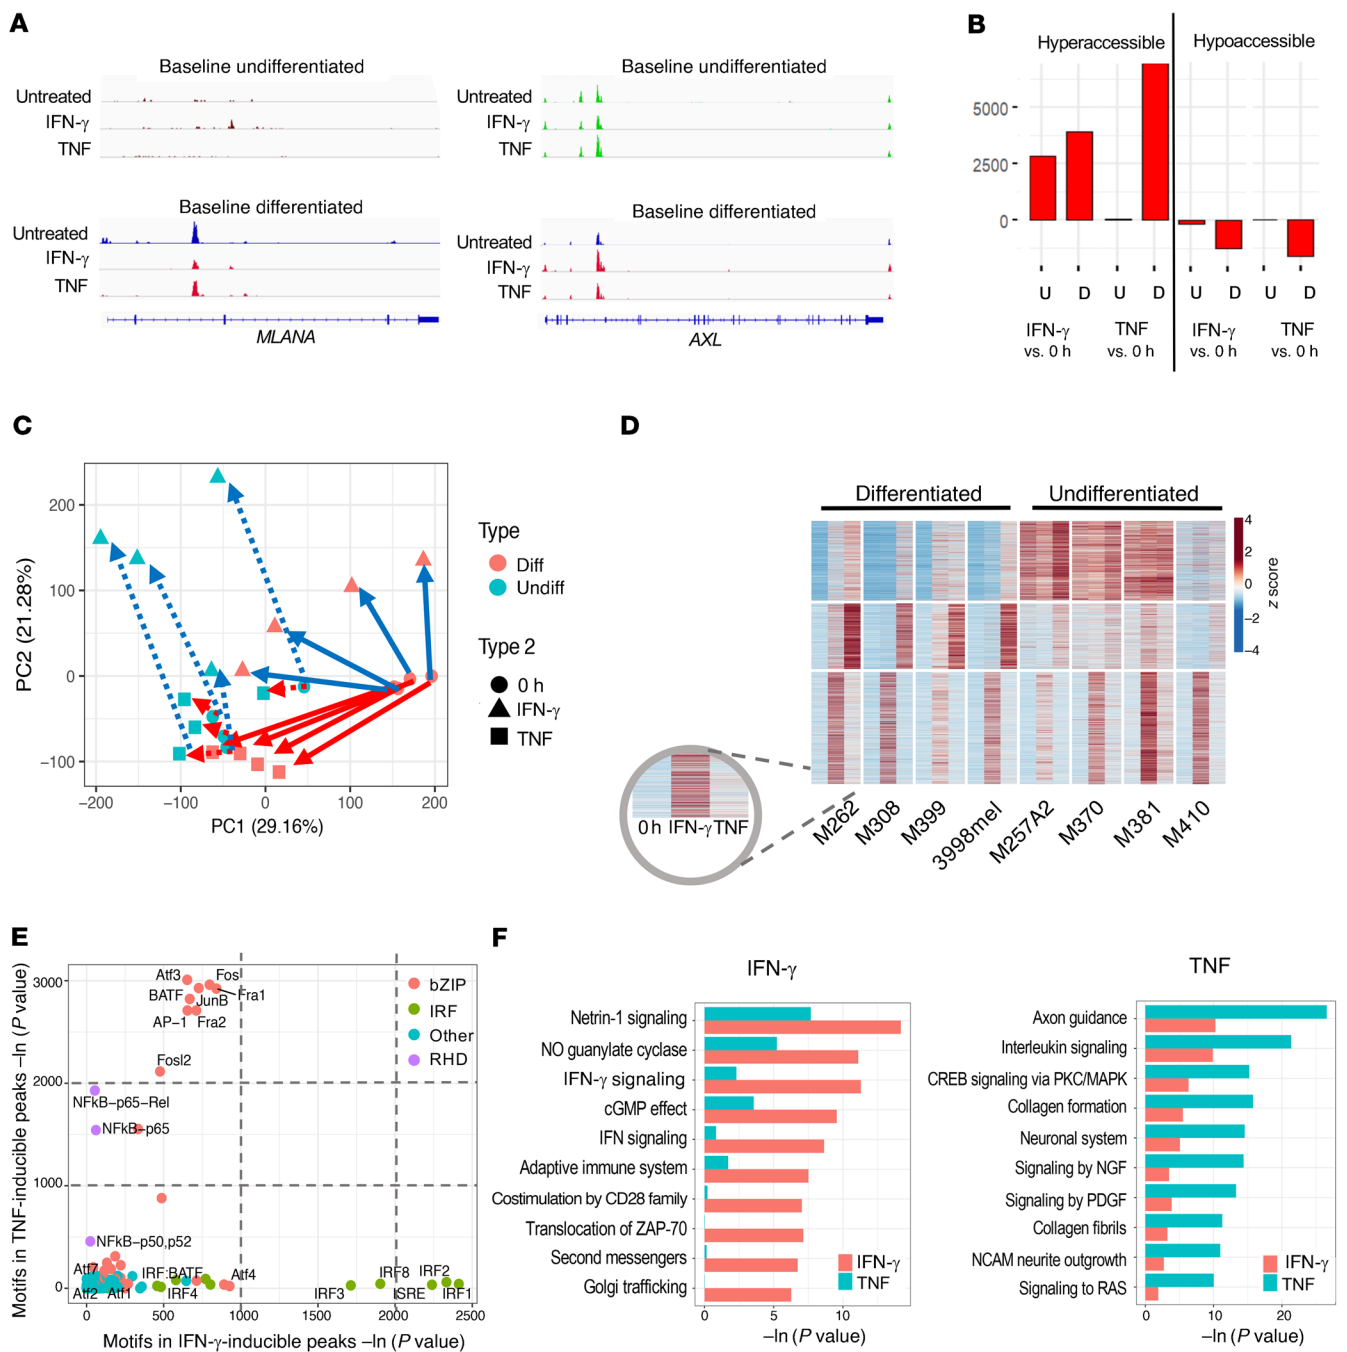 A
Baseline undifferentiated
Untreated
IFN-γ
TNF
Baseline differentiated
Untreated
IFN-γ
TNF
MLANA
Baseline undifferentiated
Untreated
IFN-γ
TNF
Baseline differentiated
Untreated
IFN-γ
TNF
AXL
B
Hyperaccessible
Hypoaccessible
5000
2500
0
U D U D U D U D
IFN-γ TNF IFN-γ TNF
vs. 0 h vs. 0 h vs. 0 h vs. 0 h
C
PC2 (21.28%)
200
100
0
−100
−200 −100 0 100 200
PC1 (29.16%)
Type
Diff
Undiff
Type 2
0 h
IFN-γ
TNF
D
Differentiated
Undifferentiated
4
2
0
−2
−4
z score
0 h IFN-γ TNF
M262
M308
M399
3998mel
M257A2
M370
M381
M410
E
Motifs in TNF-inducible peaks –ln (P value)
3000
2000
1000
0
Atf3
Fos
BATF
JunB
Fra1
AP−1
Fra2
Fosl2
NFkB−p65−Rel
NFkB−p65
NFkB−p50,p52
Atf7
Atf2
Atf1
IRF:BATF
IRF4
Atf4
IRF3
IRF8
IRF2
ISRE
IRF1
bZIP
IRF
Other
RHD
0 500 1000 1500 2000 2500
Motifs in IFN-γ-inducible peaks –ln (P value)
F
IFN-γ
Netrin-1 signaling
NO guanylate cyclase
IFN-γ signaling
cGMP effect
IFN signaling
Adaptive immune system
Costimulation by CD28 family
Translocation of ZAP-70
Second messengers
Golgi trafficking
IFN-γ
TNF
0 5 10
–ln (P value)
TNF
Axon guidance
Interleukin signaling
CREB signaling via PKC/MAPK
Collagen formation
Neuronal system
Signaling by NGF
Signaling by PDGF
Collagen fibrils
NCAM neurite outgrowth
Signaling to RAS
IFN-γ
TNF
0 10 20
–ln (P value)